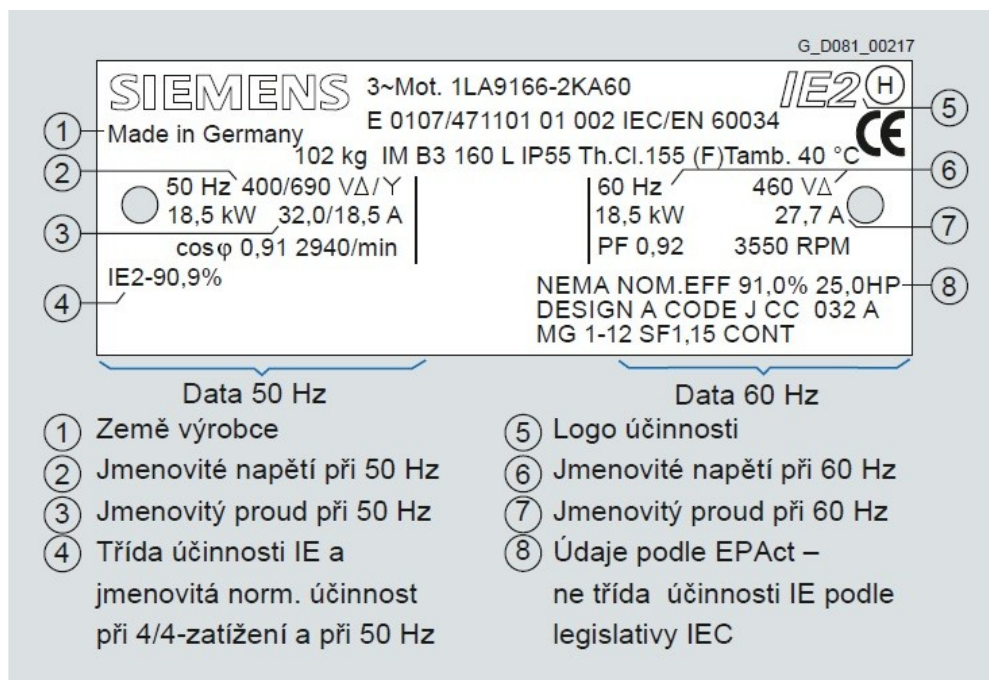 G_D081_00217
SIEMENS 3~Mot. 1LA9166-2KA60 IE2 H
Made in Germany E 0107/471101 01 002 IEC/EN 60034 CE
102 kg IM B3 160 L IP55 Th.Cl.155 (F)Tamb. 40 °C
50 Hz 400/690 V∆/Y
18,5 kW 32,0/18,5 A
cosφ 0,91 2940/min
IE2-90,9%
60 Hz 460 V∆
18,5 kW 27,7 A
PF 0,92 3550 RPM
NEMA NOM.EFF 91,0% 25,0HP
DESIGN A CODE J CC 032 A
MG 1-12 SF1,15 CONT
1
2
3
4
5
6
7
8
Data 50 Hz
Data 60 Hz
1 Země výrobce
2 Jmenovité napětí při 50 Hz
3 Jmenovitý proud při 50 Hz
4 Třída účinnosti IE a
jmenovitá norm. účinnost
při 4/4-zatížení a při 50 Hz
5 Logo účinnosti
6 Jmenovité napětí při 60 Hz
7 Jmenovitý proud při 60 Hz
8 Údaje podle EPAct –
ne třída účinnosti IE podle
legislativy IEC